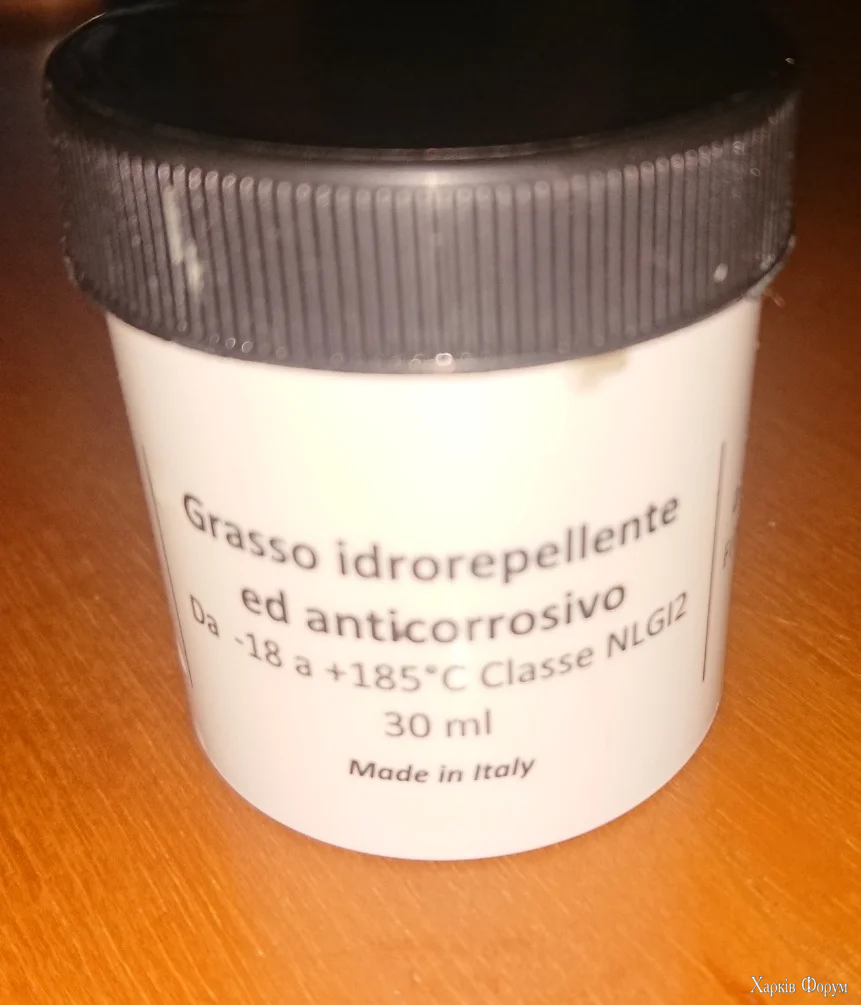 Grasso idrorepellente
ed anticorrosivo
Da -18 a +185°C Classe NLGI2
30 ml
Made in Italy
Харків Форум